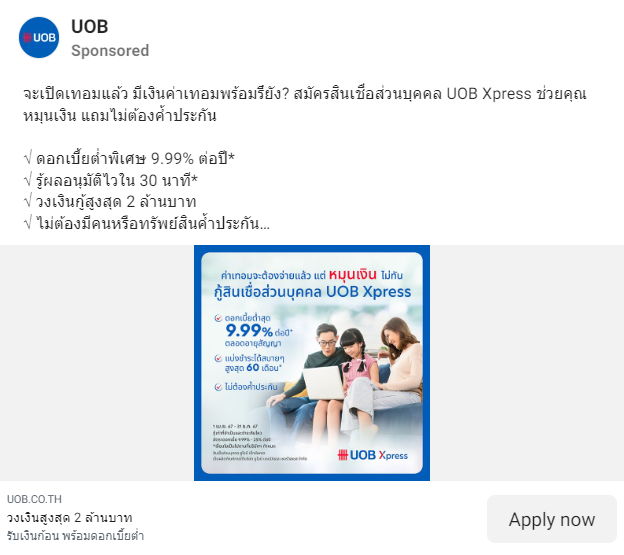 UOB
UOB
Sponsored
จะเปิดเทอมแล้ว มีเงินค่าเทอมพร้อมรึยัง? สมัครสินเชื่อส่วนบุคคล UOB Xpress ช่วยคุณ
หมุนเงิน แถมไม่ต้องค้ำประกัน
√ ดอกเบี้ยต่ำพิเศษ 9.99% ต่อปี*
√ รู้ผลอนุมัติไวใน 30 นาที*
√ วงเงินกู้สูงสุด 2 ล้านบาท
√ ไม่ต้องมีคนหรือทรัพย์สินค้ำประกัน...
ค่าเทอมจะต้องจ่ายแล้ว แต่ หมุนเงิน ไม่ทัน
กู้สินเชื่อส่วนบุคคล UOB Xpress
ดอกเบี้ยต่ำสุด
9.99% ต่อปี*
ตลอดอายุสัญญา
แบ่งชำระได้สบายๆ
สูงสุด 60 เดือน*
ไม่ต้องค้ำประกัน
UOB Xpress
UOB.CO.TH
วงเงินสูงสุด 2 ล้านบาท
รับเงินก้อน พร้อมดอกเบี้ยต่ำ
Apply now